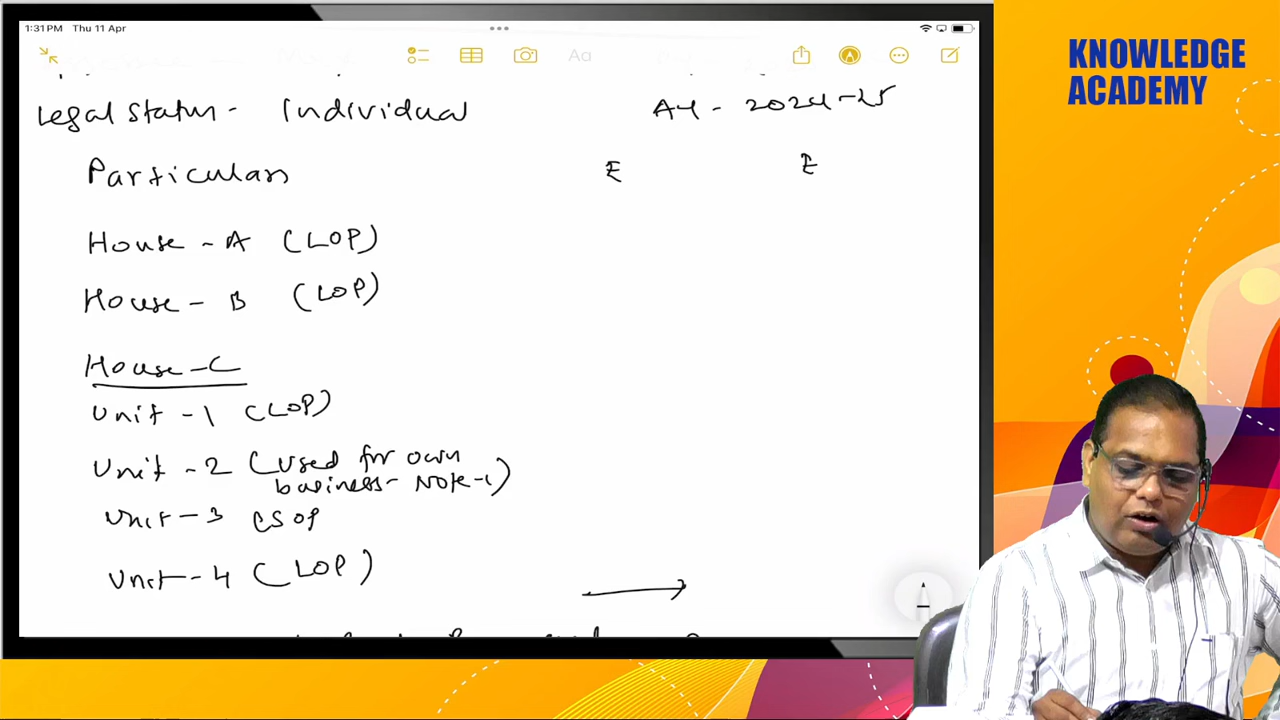 1:31 PM Thu 11 Apr
KNOWLEDGE
ACADEMY
Aa
Legal Status - Individual
AY - 2024-25
Particulars
₹ ₹
House - A (LOP)
House - B (LOP)
House - C
Unit - 1 (LOP)
Unit - 2 (used for own
business - Note - 1)
Unit - 3 (SOP
Unit - 4 (LOP)